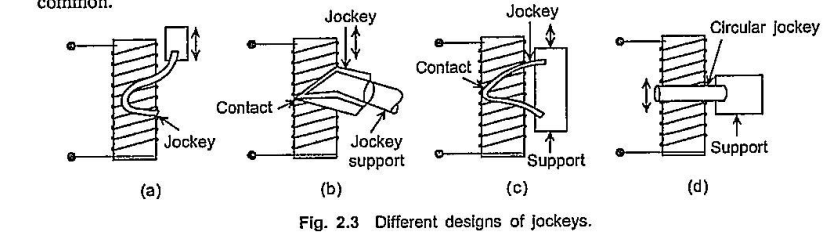 common.
Jockey
(a)
Jockey
Contact
Jockey
support
(b)
Jockey
Contact
Support
(c)
Circular jockey
Support
(d)
Fig. 2.3 Different designs of jockeys.